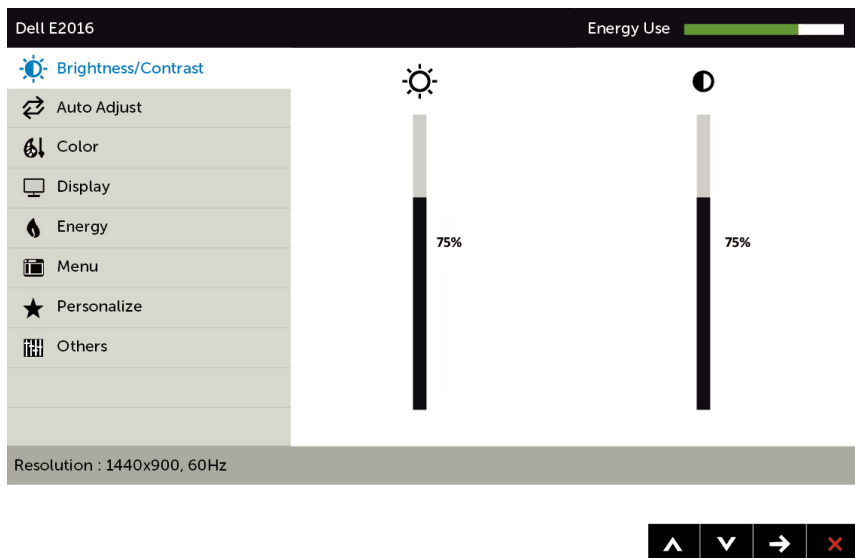 Dell E2016
Energy Use
Brightness/Contrast
Auto Adjust
Color
Display
Energy
75%
75%
Menu
Personalize
Others
Resolution : 1440x900, 60Hz